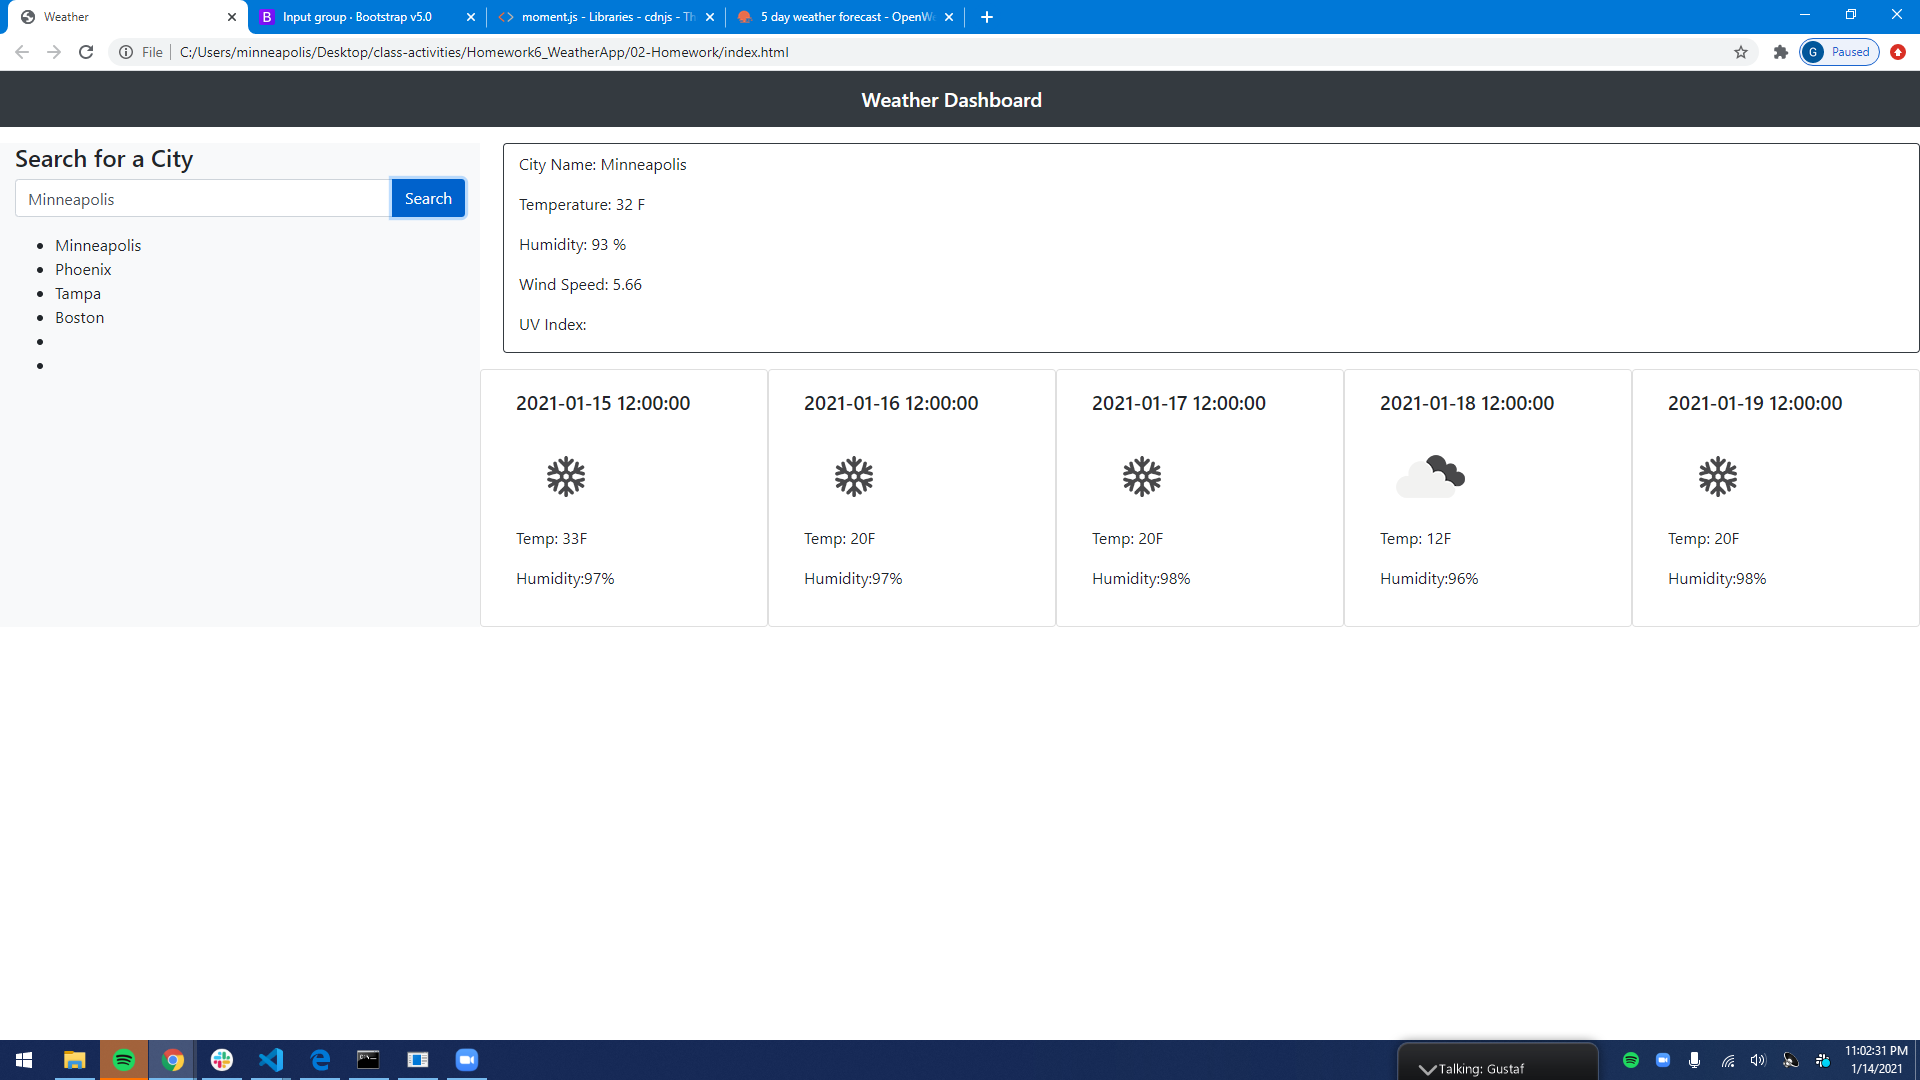 Weather
Input group · Bootstrap v5.0
moment.js - Libraries - cdnjs - Th
5 day weather forecast - OpenWe
File
C:/Users/minneapolis/Desktop/class-activities/Homework6_WeatherApp/02-Homework/index.html
G Paused
Weather Dashboard
Search for a City
Minneapolis
Search
Minneapolis
Phoenix
Tampa
Boston
City Name: Minneapolis
Temperature: 32 F
Humidity: 93 %
Wind Speed: 5.66
UV Index:
2021-01-15 12:00:00
Temp: 33F
Humidity:97%
2021-01-16 12:00:00
Temp: 20F
Humidity:97%
2021-01-17 12:00:00
Temp: 20F
Humidity:98%
2021-01-18 12:00:00
Temp: 12F
Humidity:96%
2021-01-19 12:00:00
Temp: 20F
Humidity:98%
Talking: Gustaf
11:02:31 PM
1/14/2021